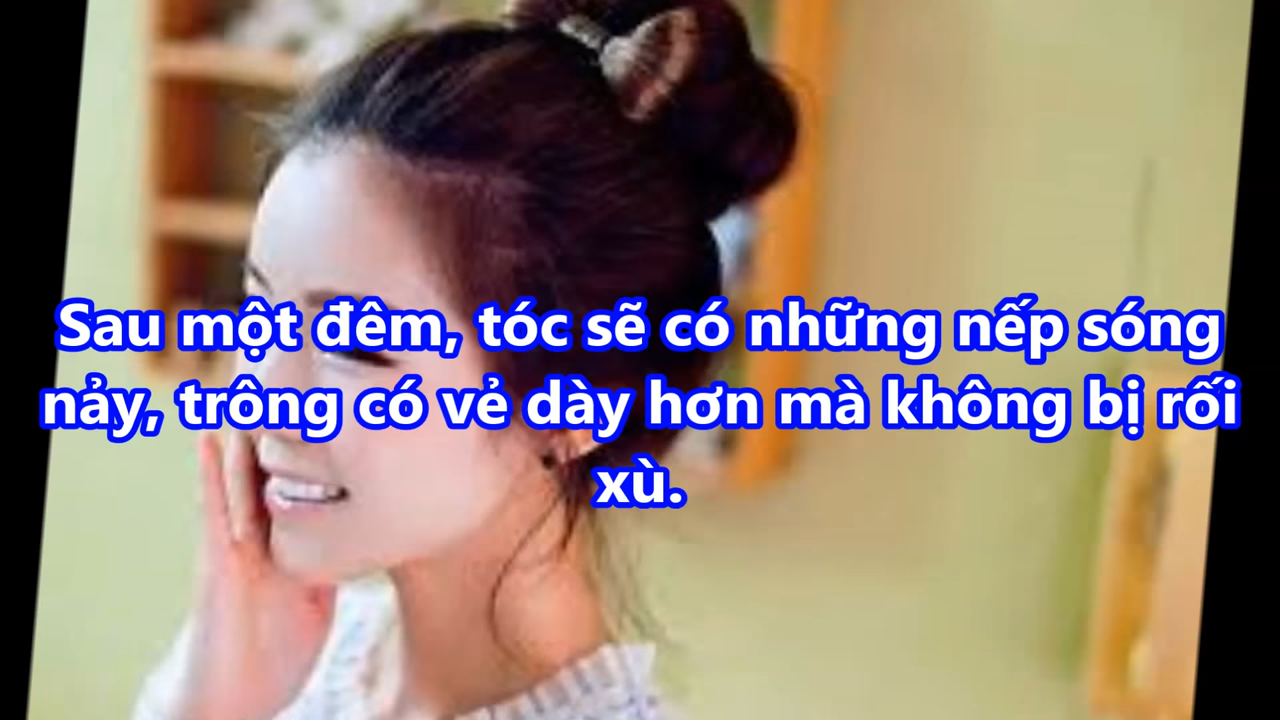 Sau một đêm, tóc sẽ có những nếp sóng
nảy, trông có vẻ dày hơn mà không bị rối
xù.